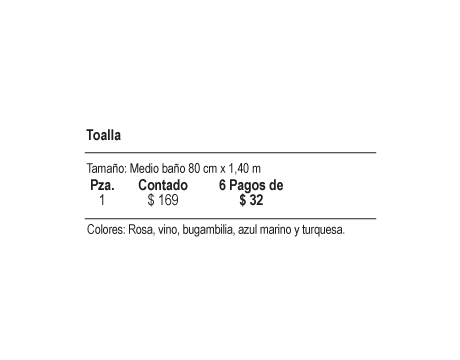 Toalla
Tamaño: Medio baño 80 cm x 1,40 m
Pza. Contado 6 Pagos de
1 $ 169 $ 32
Colores: Rosa, vino, bugambilia, azul marino y turquesa.